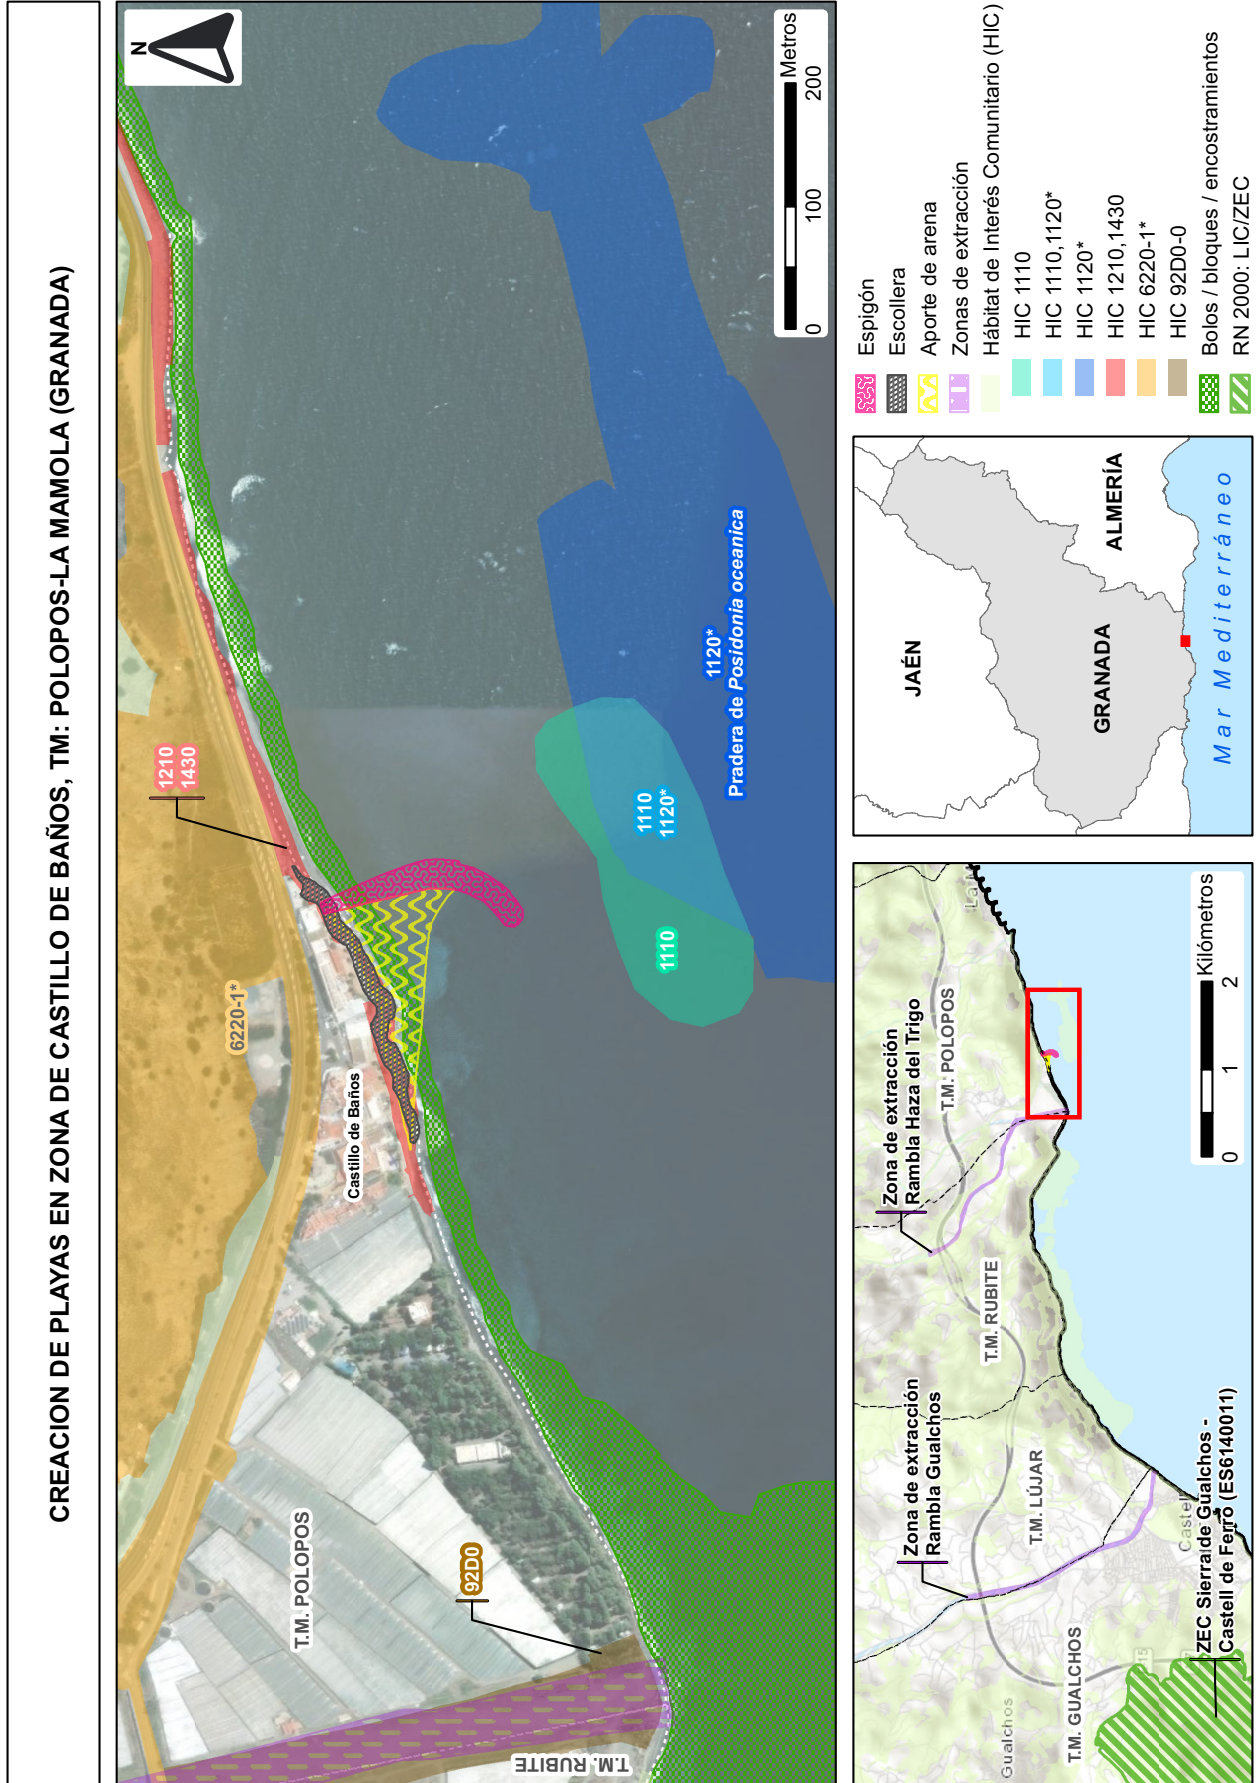 CREACION DE PLAYAS EN ZONA DE CASTILLO DE BAÑOS, TM: POLOPOS-LA MAMOLA (GRANADA)
N
6220-1*
1210
1430
Castillo de Baños
T.M. POLOPOS
92D0
T.M. RUBITE
1110
1110
1120*
1120*
Pradera de Posidonia oceanica
0 100 200
Metros
Zona de extracción
Rambla Gualchos
Zona de extracción
Rambla Haza del Trigo
T.M. POLOPOS
T.M. RUBITE
T.M. LÚJAR
T.M. GUALCHOS
Gualchos
15
Castell
La M
ZEC Sierra de Gualchos -
Castell de Ferro (ES6140011)
0 1 2
Kilómetros
JAÉN
GRANADA
ALMERÍA
Mar Mediterráneo
Espigón
Escollera
Aporte de arena
Zonas de extracción
Hábitat de Interés Comunitario (HIC)
HIC 1110
HIC 1110,1120*
HIC 1120*
HIC 1210,1430
HIC 6220-1*
HIC 92D0-0
Bolos / bloques / encostramientos
RN 2000: LIC/ZEC